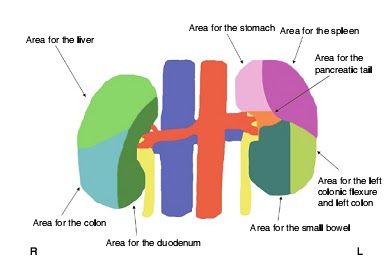 Area for the stomach
Area for the spleen
Area for the liver
Area for the
pancreatic tail
Area for the left
colonic flexure
and left colon
Area for the colon
Area for the small bowel
Area for the duodenum
R
L